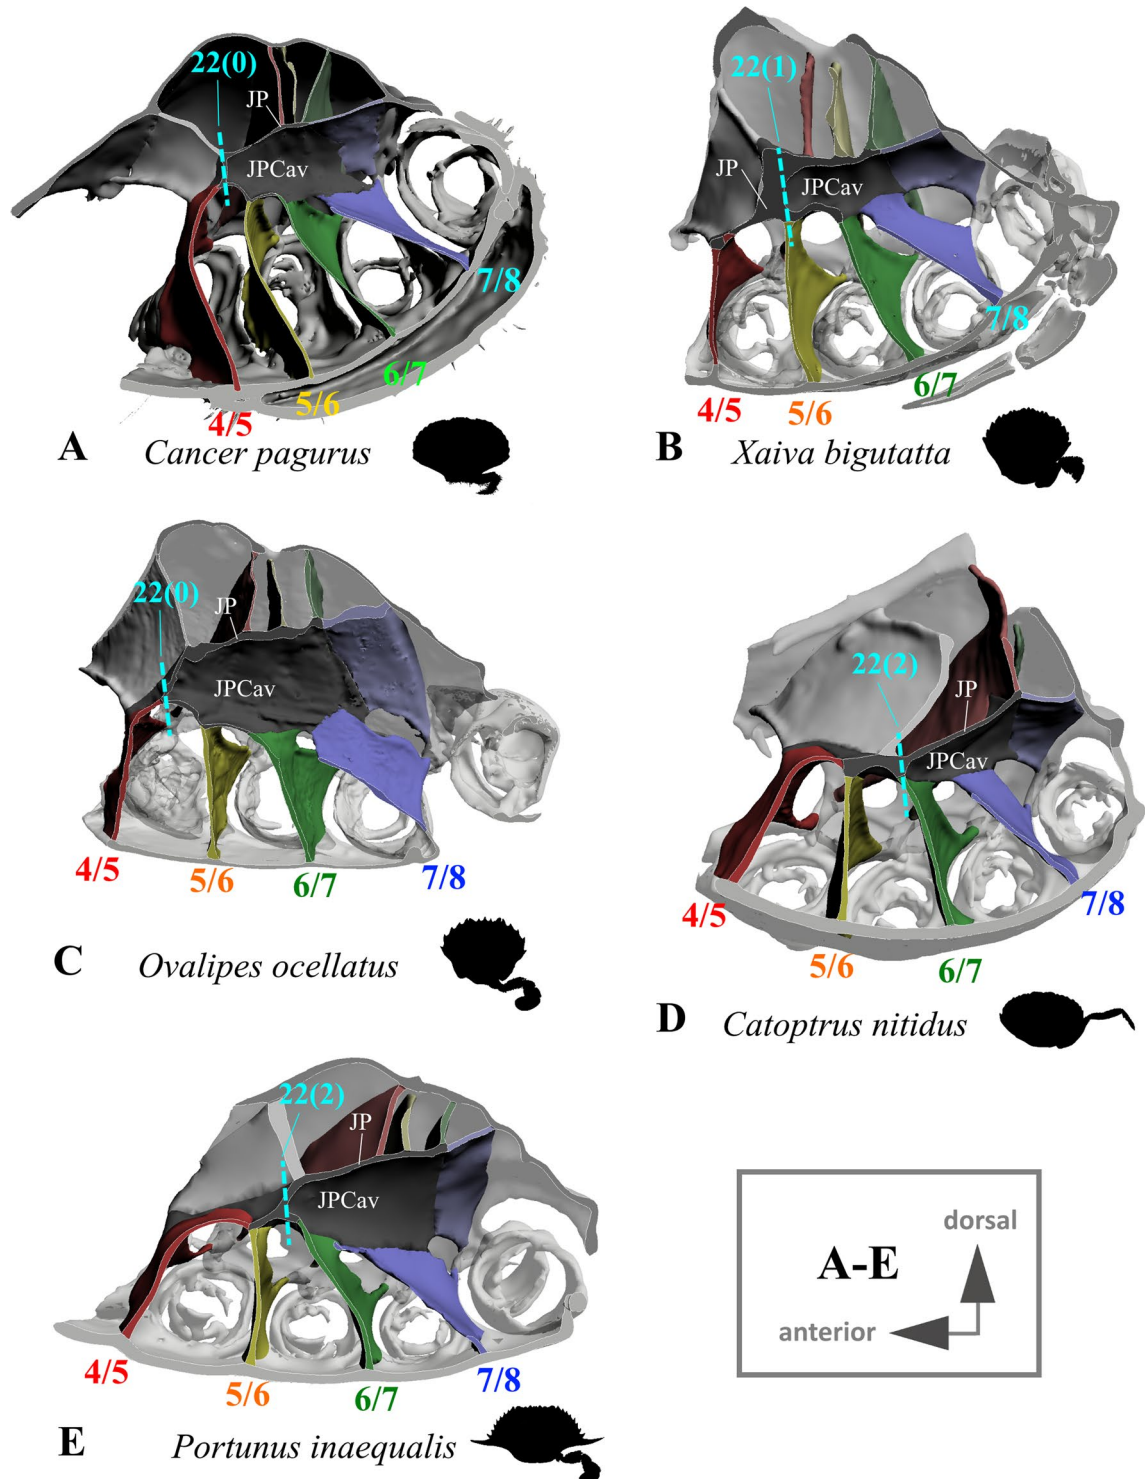 22(0)
JP
JPCav
7/8
6/7
5/6
4/5
A Cancer pagurus
22(1)
JP
JPCav
7/8
6/7
4/5
5/6
B Xaiva bigutatta
22(0)
JP
JPCav
4/5 5/6 6/7 7/8
C Ovalipes ocellatus
22(2)
JP
JPCav
4/5
7/8
5/6 6/7
D Catoptrus nitidus
22(2)
JP
JPCav
4/5
5/6 6/7 7/8
E Portunus inaequalis
dorsal
A-E
anterior